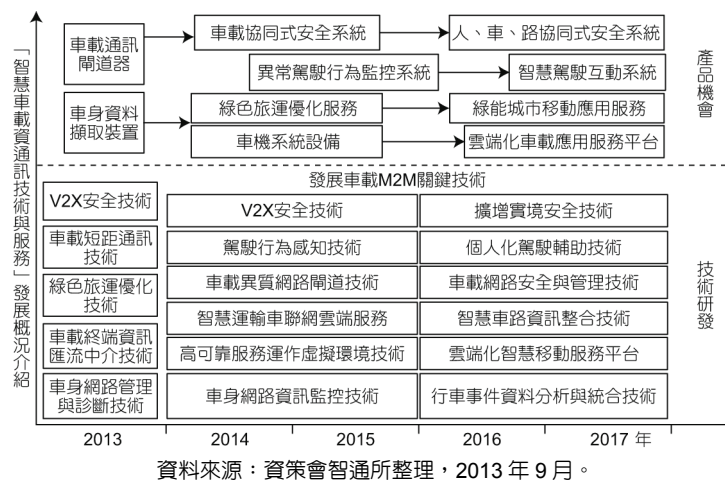 「智慧車載資通訊技術與服務」發展概況介紹
車載通訊
閘道器
車載協同式安全系統
人、車、路協同式安全系統
異常駕駛行為監控系統
智慧駕駛互動系統
車身資料
擷取裝置
綠色旅運優化服務
綠能城市移動應用服務
車機系統設備
雲端化車載應用服務平台
產品機會
發展車載M2M關鍵技術
V2X安全技術
V2X安全技術
擴增實境安全技術
車載短距通訊
技術
駕駛行為感知技術
個人化駕駛輔助技術
綠色旅運優化
技術
車載異質網路閘道技術
車載網路安全與管理技術
智慧運輸車聯網雲端服務
智慧車路資訊整合技術
車載終端資訊
匯流中介技術
高可靠服務運作虛擬環境技術
雲端化智慧移動服務平台
車身網路管理
與診斷技術
車身網路資訊監控技術
行車事件資料分析與統合技術
技術研發
2013 2014 2015 2016 2017 年
資料來源：資策會智通所整理，2013 年 9 月。